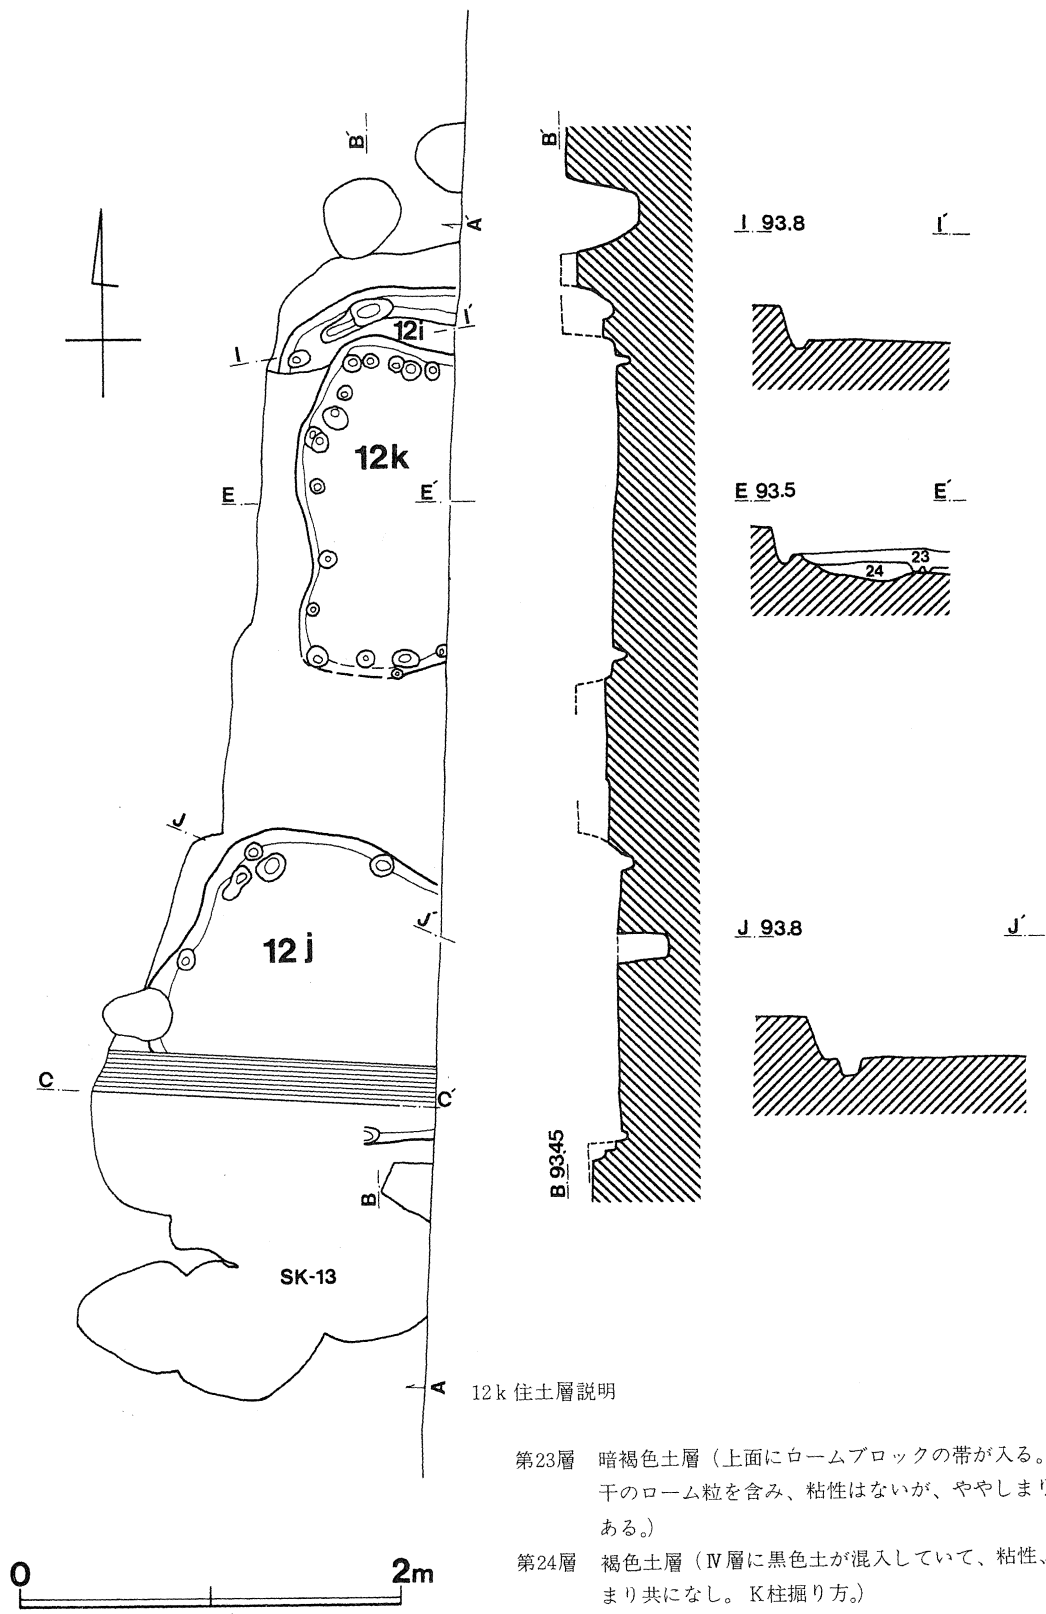 B´
A´
B´
I 93.8 I´
I I´
12i
12k
E E´
E 93.5 E´
23
24
J
J´
12j
J 93.8 J´
C C´
B
B 93.45
SK-13
A
12k住土層説明
第23層 暗褐色土層（上面にロームブロックの帯が入る。
干のローム粒を含み、粘性はないが、ややしまり
ある。）
第24層 褐色土層（Ⅳ層に黒色土が混入していて、粘性、
まり共になし。K柱掘り方。）
0 2m